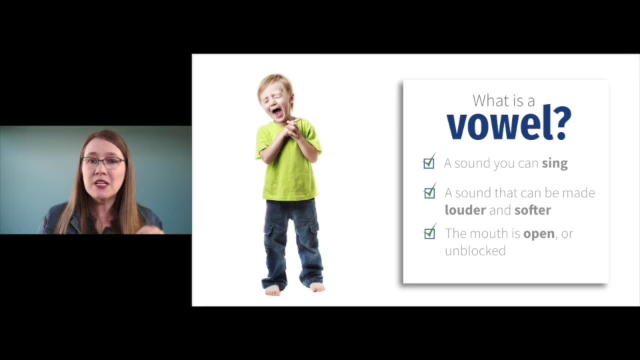 What is a
vowel?
A sound you can sing
A sound that can be made
louder and softer
The mouth is open, or
unblocked